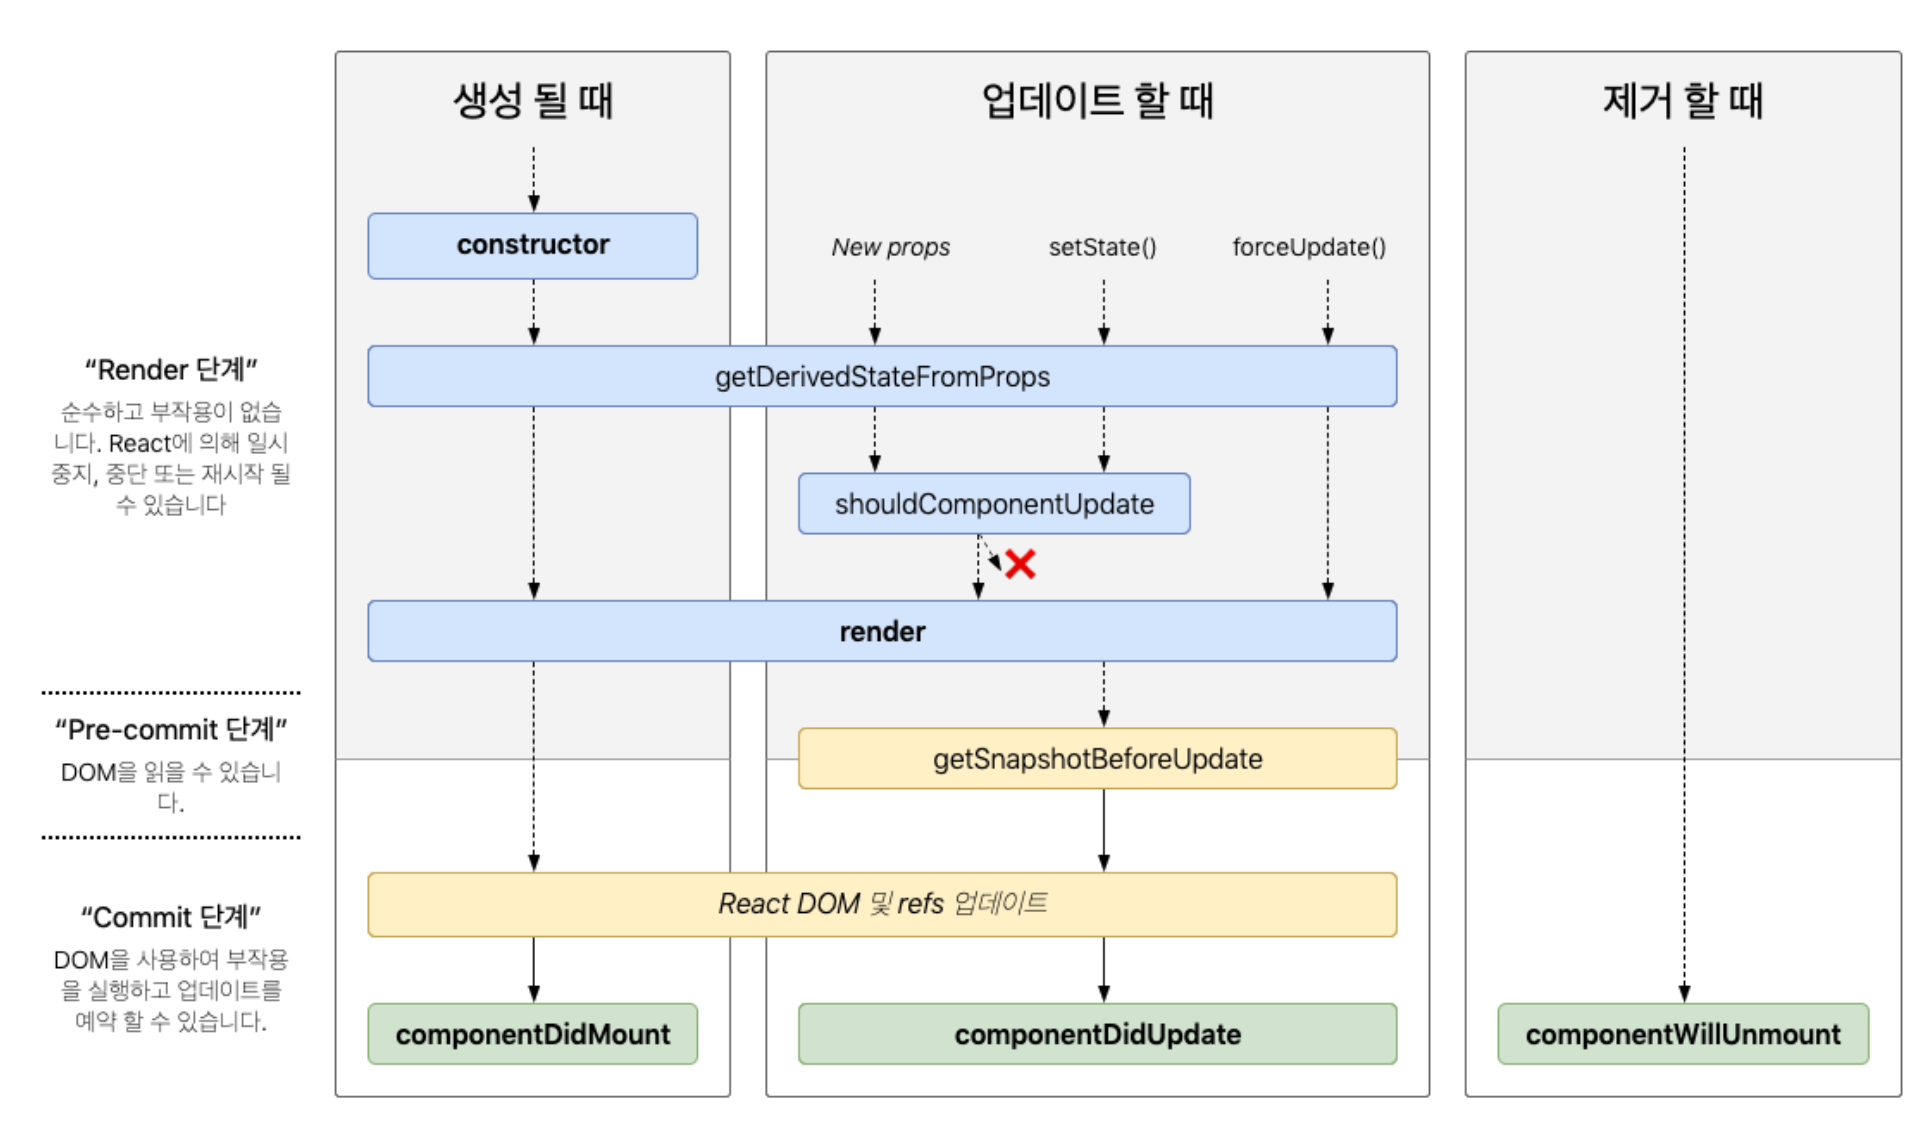 생성 될 때
업데이트 할 때
제거 할 때
constructor
New props
setState()
forceUpdate()
“Render 단계”
순수하고 부작용이 없습
니다. React에 의해 일시
중지, 중단 또는 재시작 될
수 있습니다
getDerivedStateFromProps
shouldComponentUpdate
render
“Pre-commit 단계”
DOM을 읽을 수 있습니
다.
getSnapshotBeforeUpdate
“Commit 단계”
DOM을 사용하여 부작용
을 실행하고 업데이트를
예약 할 수 있습니다.
React DOM 및 refs 업데이트
componentDidMount
componentDidUpdate
componentWillUnmount